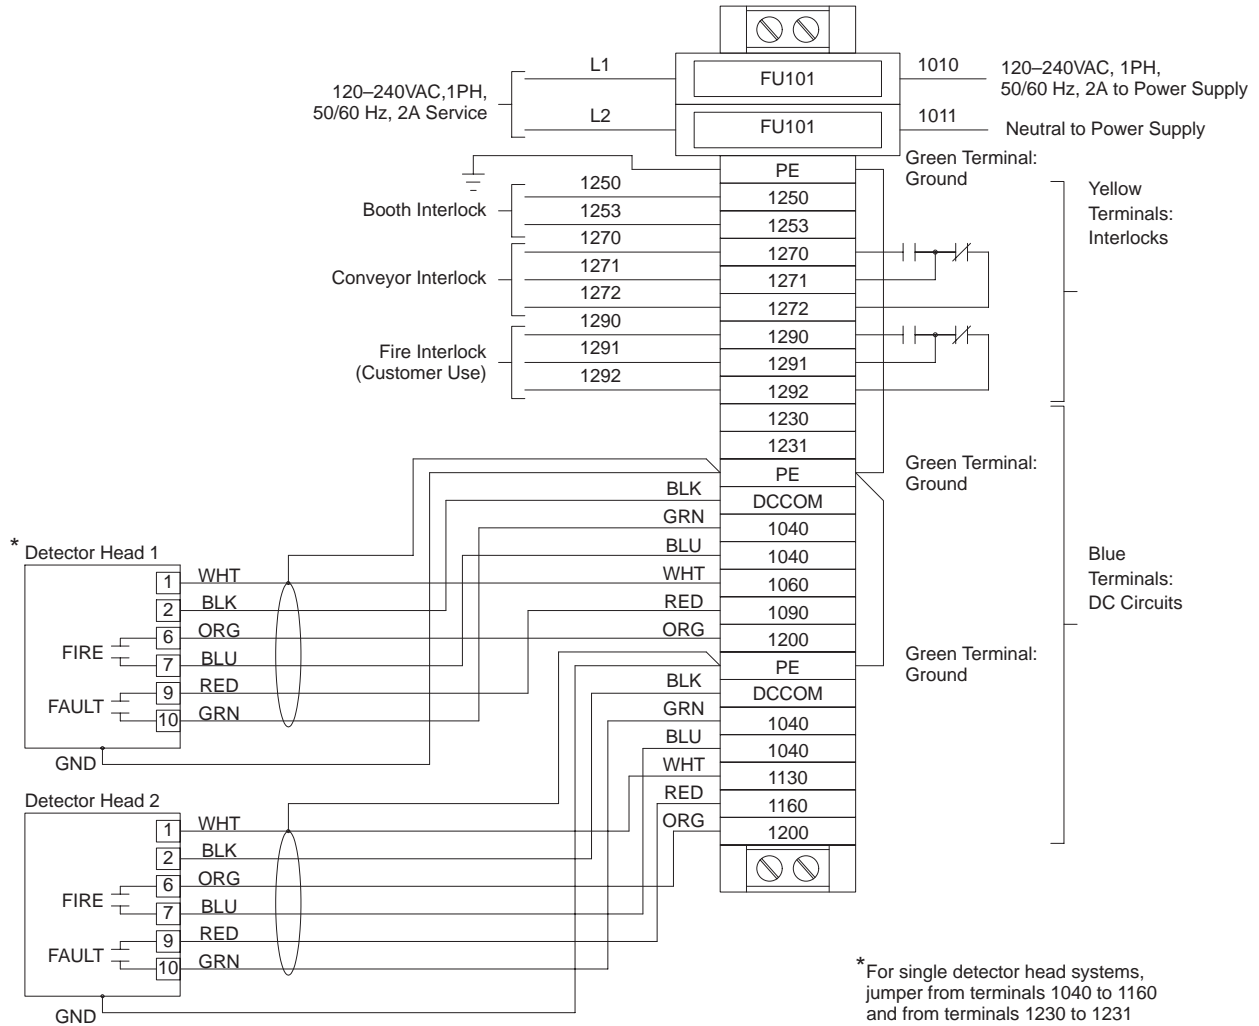 L1
L2
120–240VAC,1PH,
50/60 Hz, 2A Service
FU101
FU101
1010
1011
120–240VAC, 1PH,
50/60 Hz, 2A to Power Supply
Neutral to Power Supply
Green Terminal:
Ground
Booth Interlock
1250
1253
Conveyor Interlock
1270
1271
1272
Fire Interlock
(Customer Use)
1290
1291
1292
PE
1250
1253
1270
1271
1272
1290
1291
1292
1230
1231
PE
DCCOM
1040
1040
1060
1090
1200
PE
DCCOM
1040
1040
1130
1160
1200
Yellow
Terminals:
Interlocks
Green Terminal:
Ground
Blue
Terminals:
DC Circuits
Green Terminal:
Ground
BLK
GRN
BLU
WHT
RED
ORG
BLK
GRN
BLU
WHT
RED
ORG
* Detector Head 1
1 WHT
2 BLK
6 ORG
FIRE
7 BLU
9 RED
FAULT
10 GRN
GND
Detector Head 2
1 WHT
2 BLK
6 ORG
FIRE
7 BLU
9 RED
FAULT
10 GRN
GND
*For single detector head systems,
jumper from terminals 1040 to 1160
and from terminals 1230 to 1231